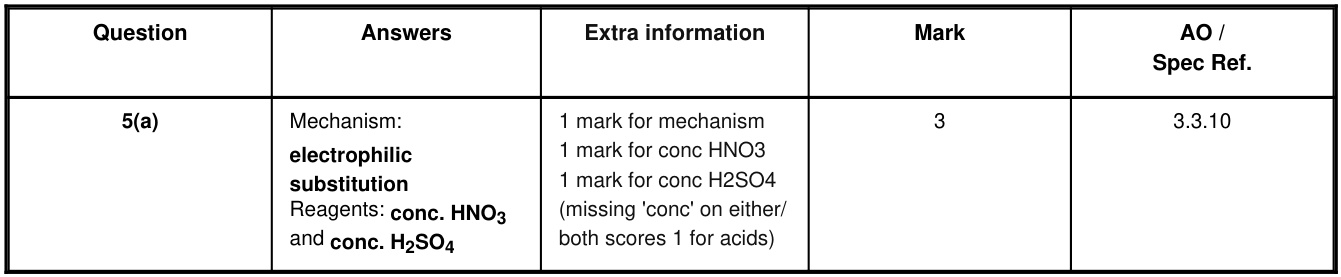 Question Answers Extra information Mark AO /
Spec Ref.
5(a) Mechanism: 1 mark for mechanism 3 3.3.10
electrophilic 1 mark for conc HNO3
substitution 1 mark for conc H2SO4
Reagents: conc. HNO₃ (missing 'conc' on either/
and conc. H₂SO₄ both scores 1 for acids)